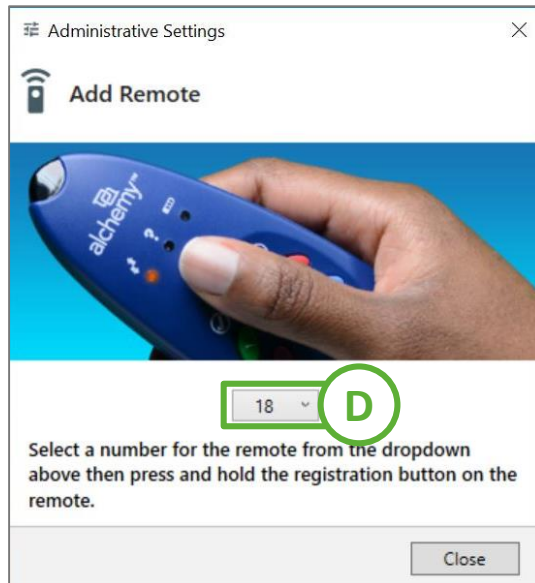 Administrative Settings
Add Remote
alchemy™
?
18
D
Select a number for the remote from the dropdown
above then press and hold the registration button on the
remote.
Close